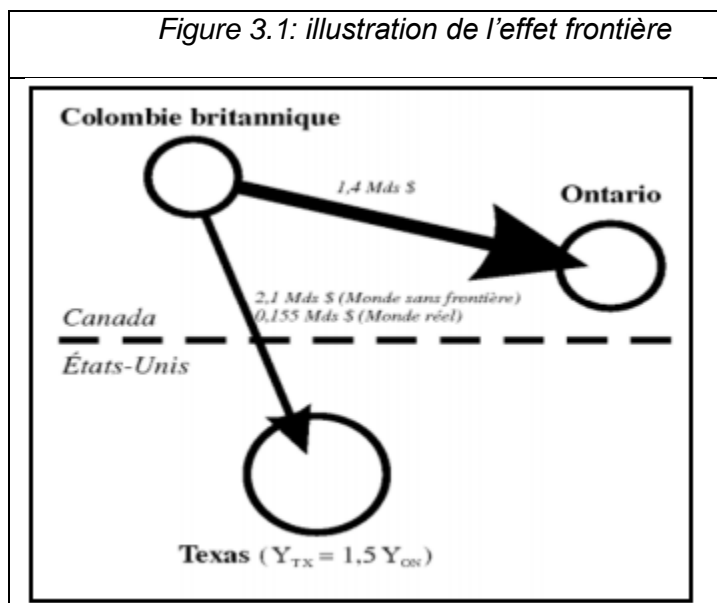 Figure 3.1: illustration de l’effet frontière
Colombie britannique
1,4 Mds $
Ontario
2,1 Mds $ (Monde sans frontière)
0,155 Mds $ (Monde réel)
Canada
États-Unis
Texas (Y_TX = 1,5 Y_ON)